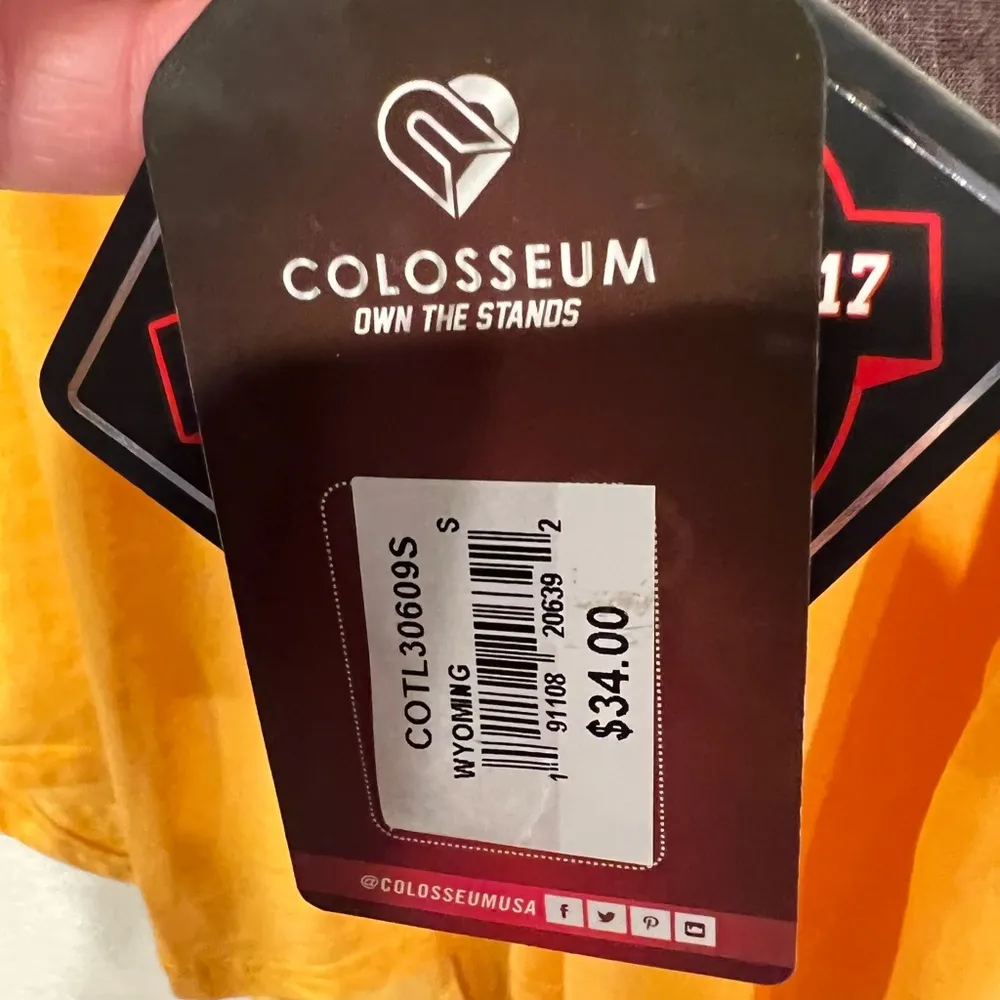 COLOSSEUM
OWN THE STANDS
17
COTL30609S
WYOMING S
1 91108 20639 2
$34.00
@COLOSSEUMUSA